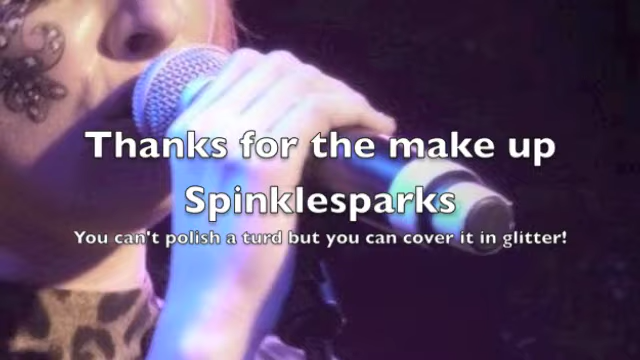 Thanks for the make up
Spinklesparks
You can't polish a turd but you can cover it in glitter!